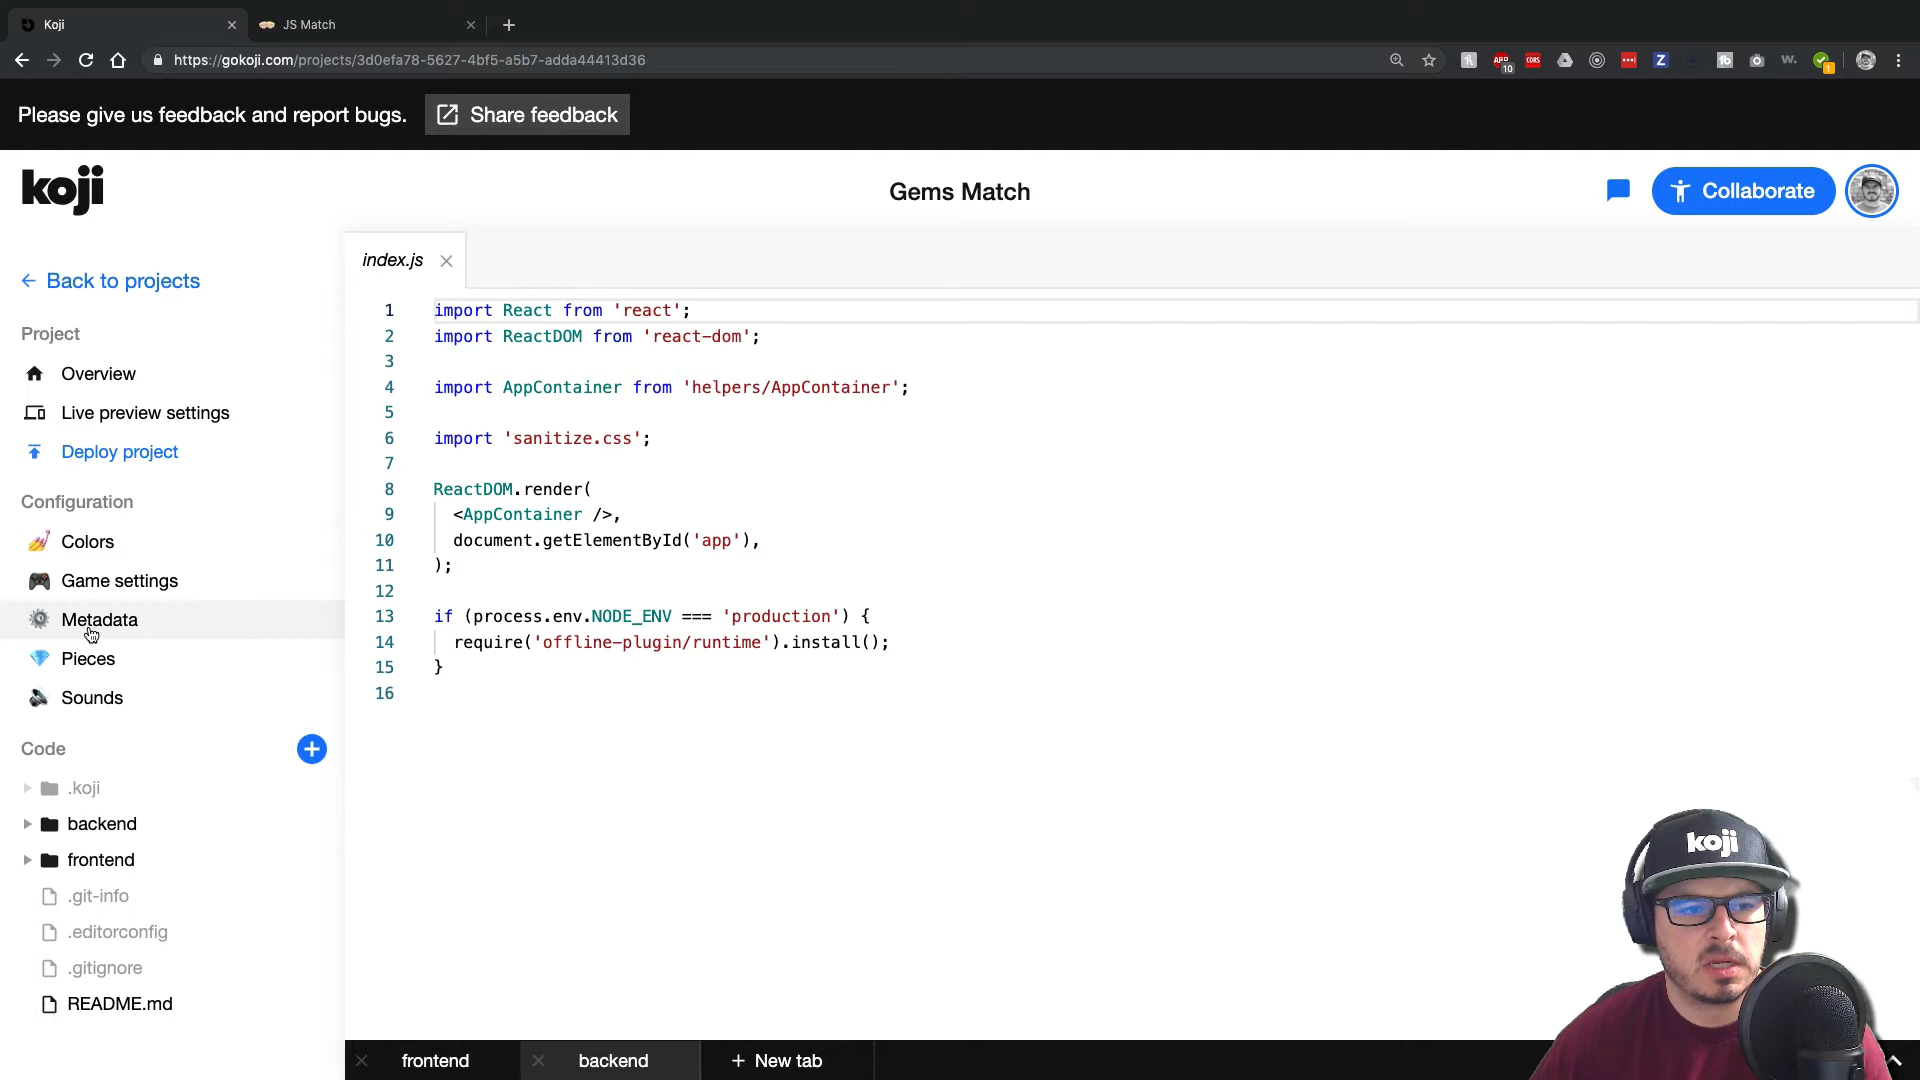 Koji
JS Match
https://gokoji.com/projects/3d0efa78-5627-4bf5-a5b7-adda44413d36
ABP
10
CORS
Z
tb
w.
1
Please give us feedback and report bugs.
Share feedback
koji
Gems Match
Collaborate
Back to projects
Project
Overview
Live preview settings
Deploy project
Configuration
Colors
Game settings
Metadata
Pieces
Sounds
Code
.koji
backend
frontend
.git-info
.editorconfig
.gitignore
README.md
index.js
1 import React from 'react';
2 import ReactDOM from 'react-dom';
3
4 import AppContainer from 'helpers/AppContainer';
5
6 import 'sanitize.css';
7
8 ReactDOM.render(
9 <AppContainer />,
10 document.getElementById('app'),
11 );
12
13 if (process.env.NODE_ENV === 'production') {
14 require('offline-plugin/runtime').install();
15 }
16
koji
frontend
backend
+ New tab